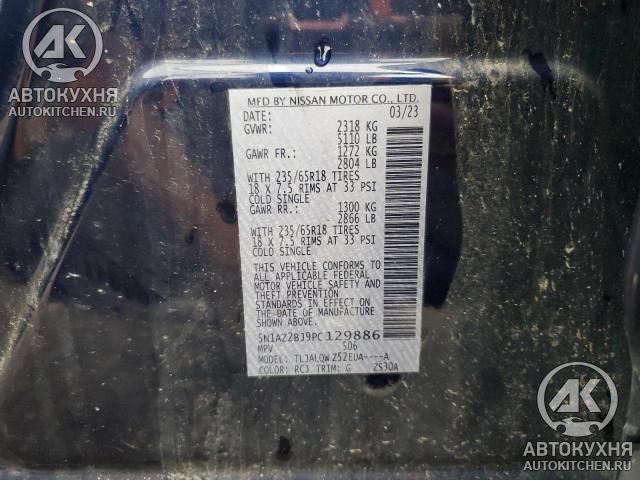 AK
АВТОКУХНЯ
AUTOKITCHEN.RU
MFD BY NISSAN MOTOR CO., LTD.
DATE: 03/23
GVWR: 2318 KG
5110 LB
GAWR FR.: 1272 KG
2804 LB
WITH 235/65R18 TIRES
18 X 7.5 RIMS AT 33 PSI
COLD SINGLE
GAWR RR.: 1300 KG
2866 LB
WITH 235/65R18 TIRES
18 X 7.5 RIMS AT 33 PSI
COLD SINGLE
THIS VEHICLE CONFORMS TO
ALL APPLICABLE FEDERAL
MOTOR VEHICLE SAFETY AND
THEFT PREVENTION
STANDARDS IN EFFECT ON
THE DATE OF MANUFACTURE
SHOWN ABOVE.
5N1AZ2BJ9PC129886
MPV 5D6
MODEL: TLJALQWZS2EUA----A
COLOR: RCJ TRIM: G ZS30A
AK
АВТОКУХНЯ
AUTOKITCHEN.RU